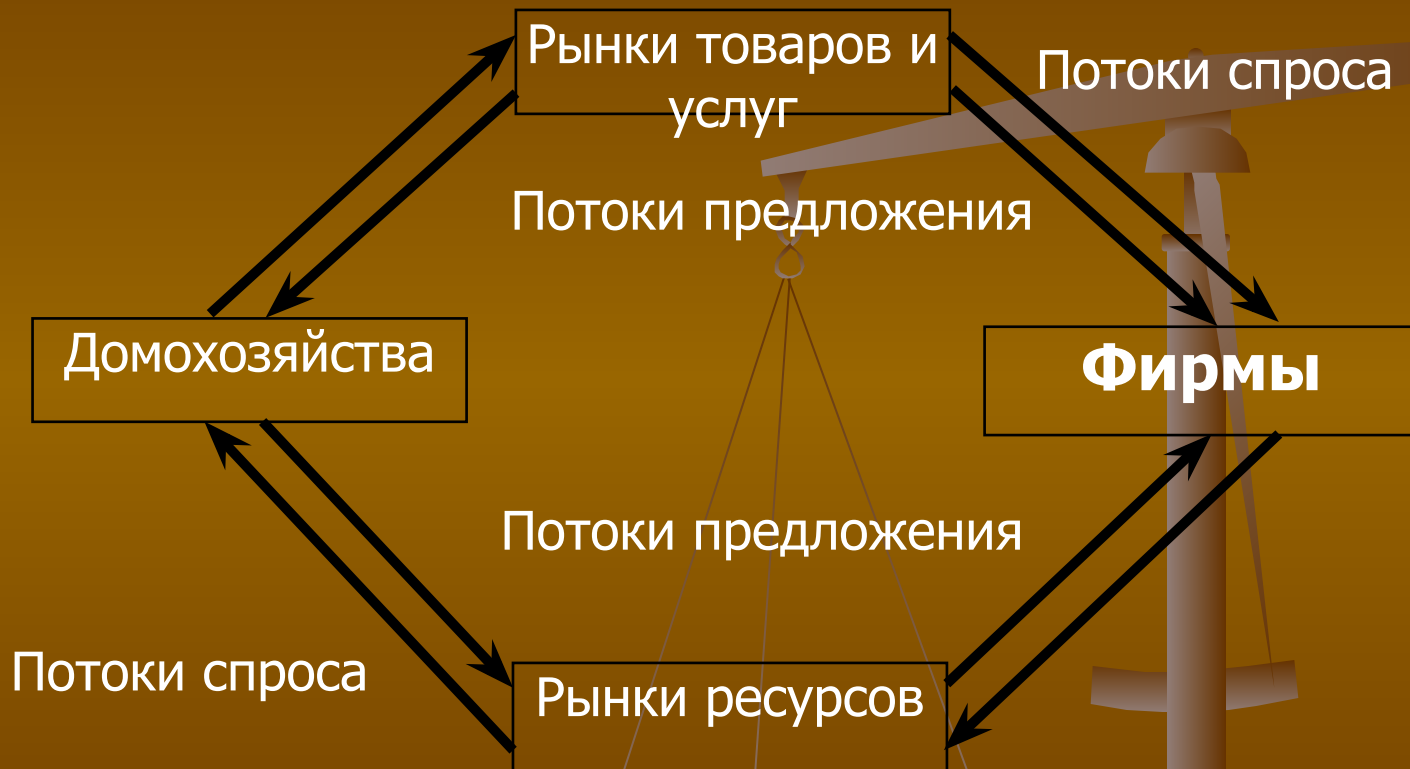 Рынки товаров и
услуг
Потоки спроса
Потоки предложения
Домохозяйства
Фирмы
Потоки предложения
Потоки спроса
Рынки ресурсов